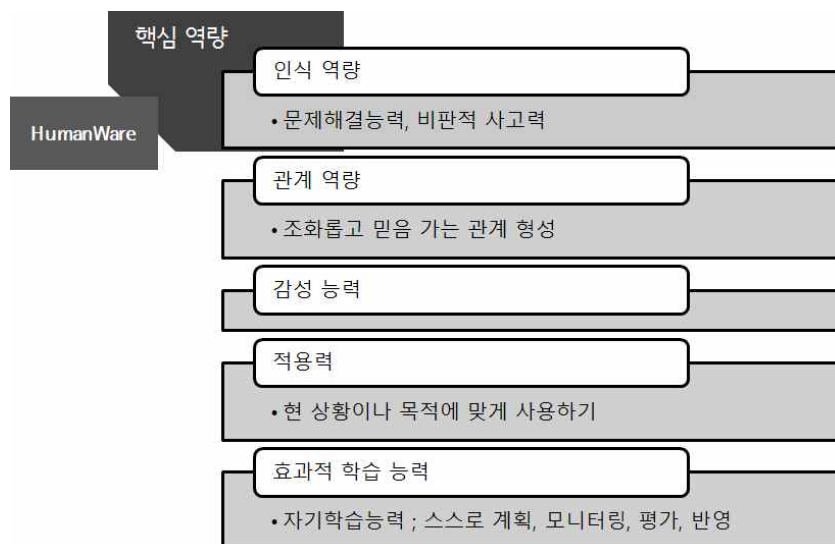 핵심 역량
HumanWare
인식 역량
• 문제해결능력, 비판적 사고력
관계 역량
• 조화롭고 믿음 가는 관계 형성
감성 능력
적용력
• 현 상황이나 목적에 맞게 사용하기
효과적 학습 능력
• 자기학습능력 ; 스스로 계획, 모니터링, 평가, 반영